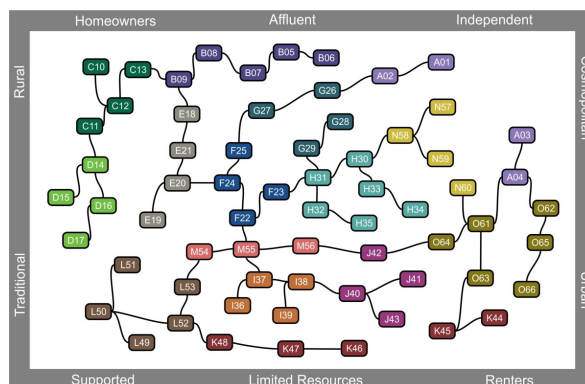 Homeowners Affluent Independent
Rural
Cosmopolitan
C10 C13 B08 B05 B06 A01
B09 B07 A02
G26
C12 E18 G27 N57
C11 G28 N58 A03
E21 F25 G29 H30 N59
D14 E20 F24 H31 H33 N60 A04
D15 D16 F23 H34
E19 F22 H32 H35 O61 O62
D17 M54 M55 M56 J42 O64 O65
L51 L53 I37 I38 J40 J41 O63 O66
L50 I36 I39 J43
L52 K45 K44
L49 K48 K47 K46
Traditional
Urban
Supported Limited Resources Renters